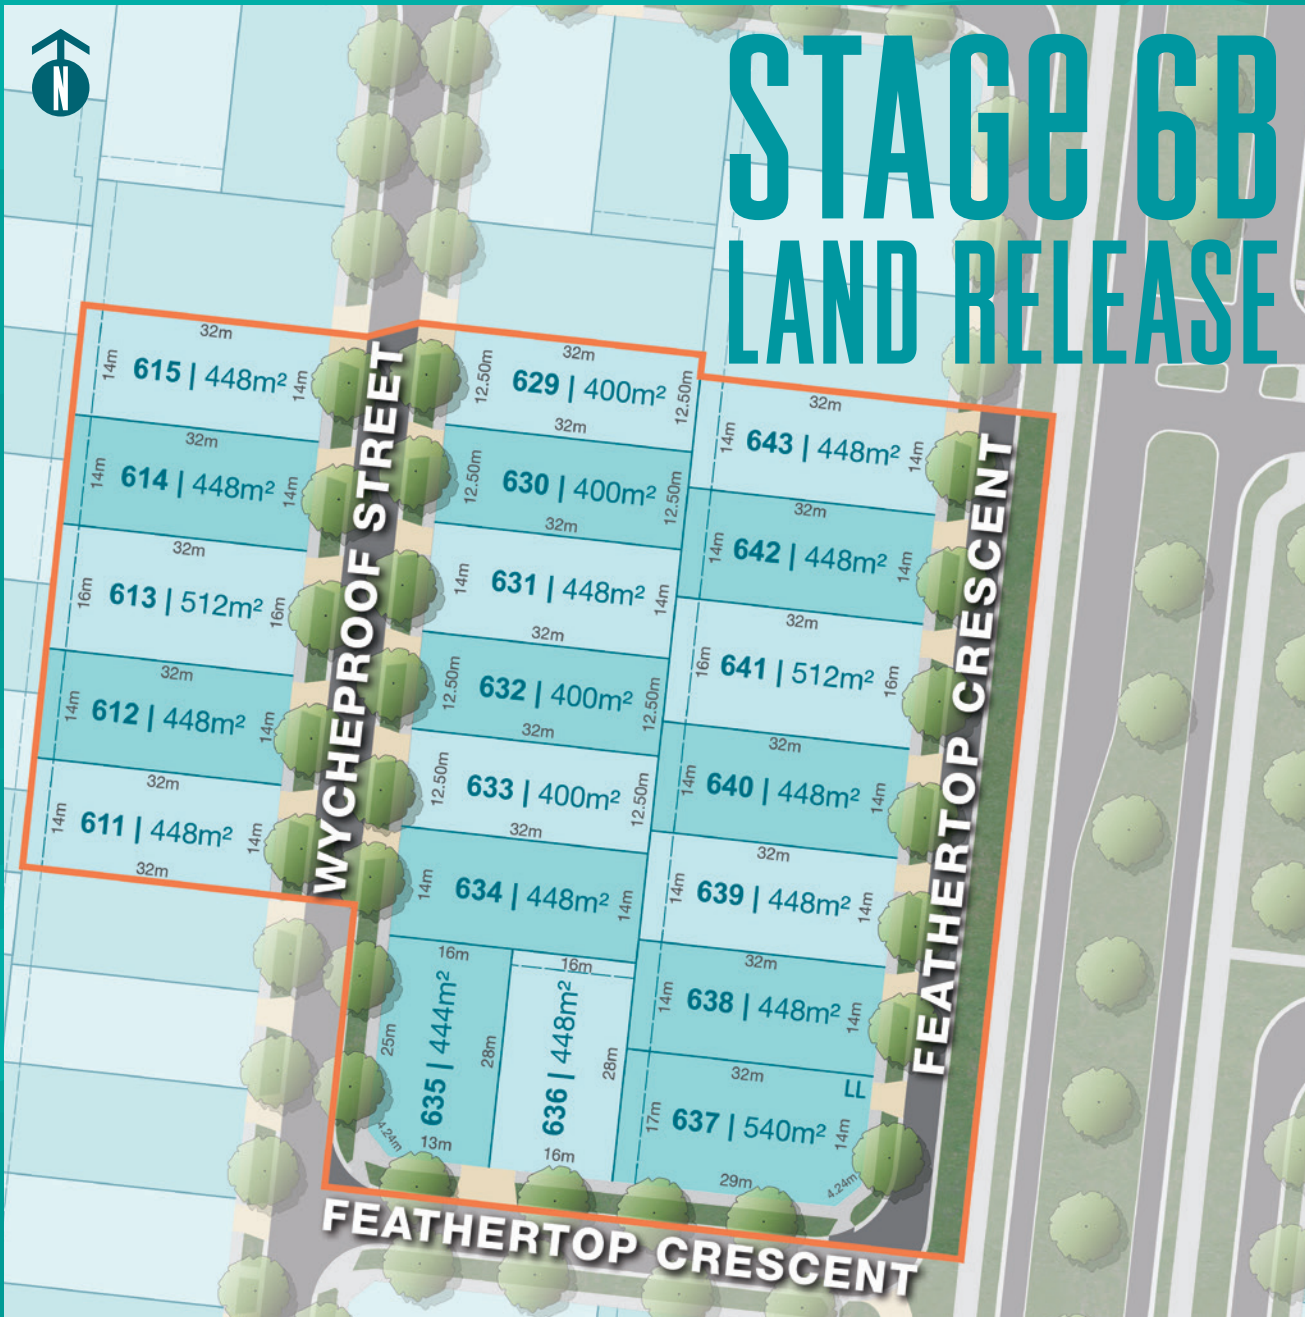 N
STAGe 6B
LAND RELEASE
32m
14m 615 | 448m² 14m
32m
14m 614 | 448m² 14m
32m
16m 613 | 512m² 16m
32m
14m 612 | 448m² 14m
32m
14m 611 | 448m² 14m
32m
WYCHEPROOF STREET
32m
12.50m 629 | 400m² 12.50m
32m
12.50m 630 | 400m² 12.50m
32m
14m 631 | 448m² 14m
32m
12.50m 632 | 400m² 12.50m
32m
12.50m 633 | 400m² 12.50m
32m
14m 634 | 448m² 14m
16m
25m 635 | 444m² 28m
4.24m
13m
16m
636 | 448m² 28m
16m
32m
14m 643 | 448m² 14m
32m
14m 642 | 448m² 14m
32m
16m 641 | 512m² 16m
32m
14m 640 | 448m² 14m
32m
14m 639 | 448m² 14m
32m
14m 638 | 448m² 14m
32m
LL
17m 637 | 540m² 14m
29m
4.24m
FEATHERTOP CRESCENT
FEATHERTOP CRESCENT